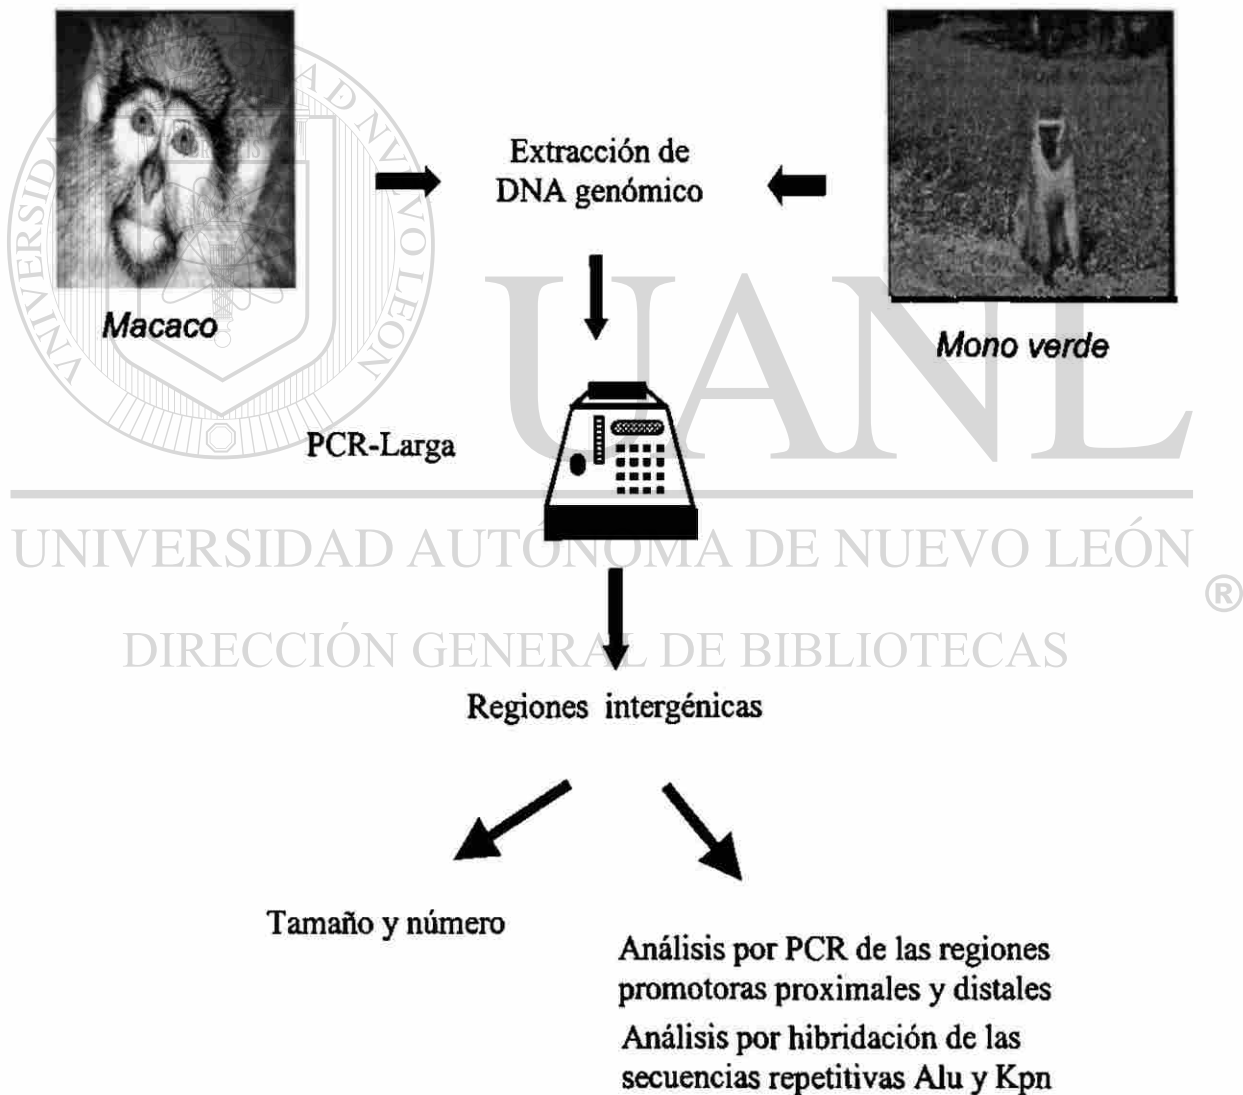 Extracción de
DNA genómico
Macaco
Mono verde
PCR-Larga
UANL
UNIVERSIDAD AUTÓNOMA DE NUEVO LEÓN
®
DIRECCIÓN GENERAL DE BIBLIOTECAS
Regiones intergénicas
Tamaño y número
Análisis por PCR de las regiones
promotoras proximales y distales
Análisis por hibridación de las
secuencias repetitivas Alu y Kpn